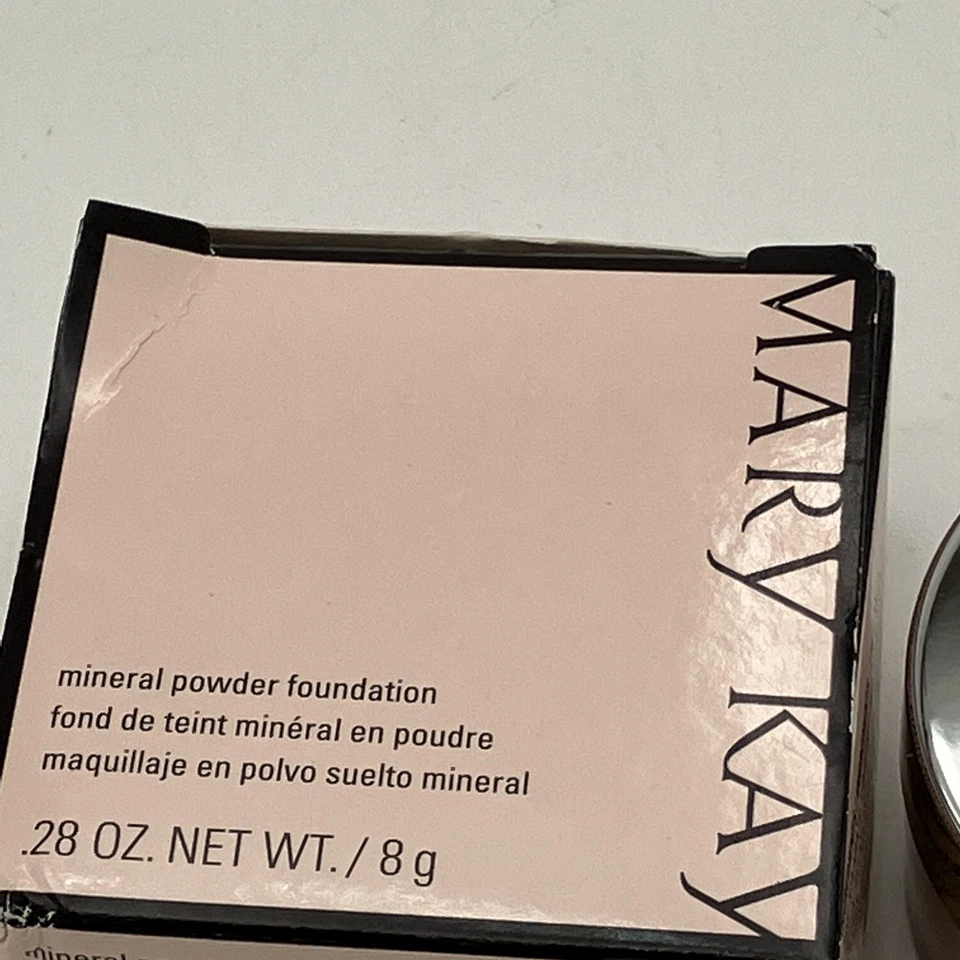 MARY KAY
mineral powder foundation
fond de teint minéral en poudre
maquillaje en polvo suelto mineral
.28 OZ. NET WT. / 8 g
mineral